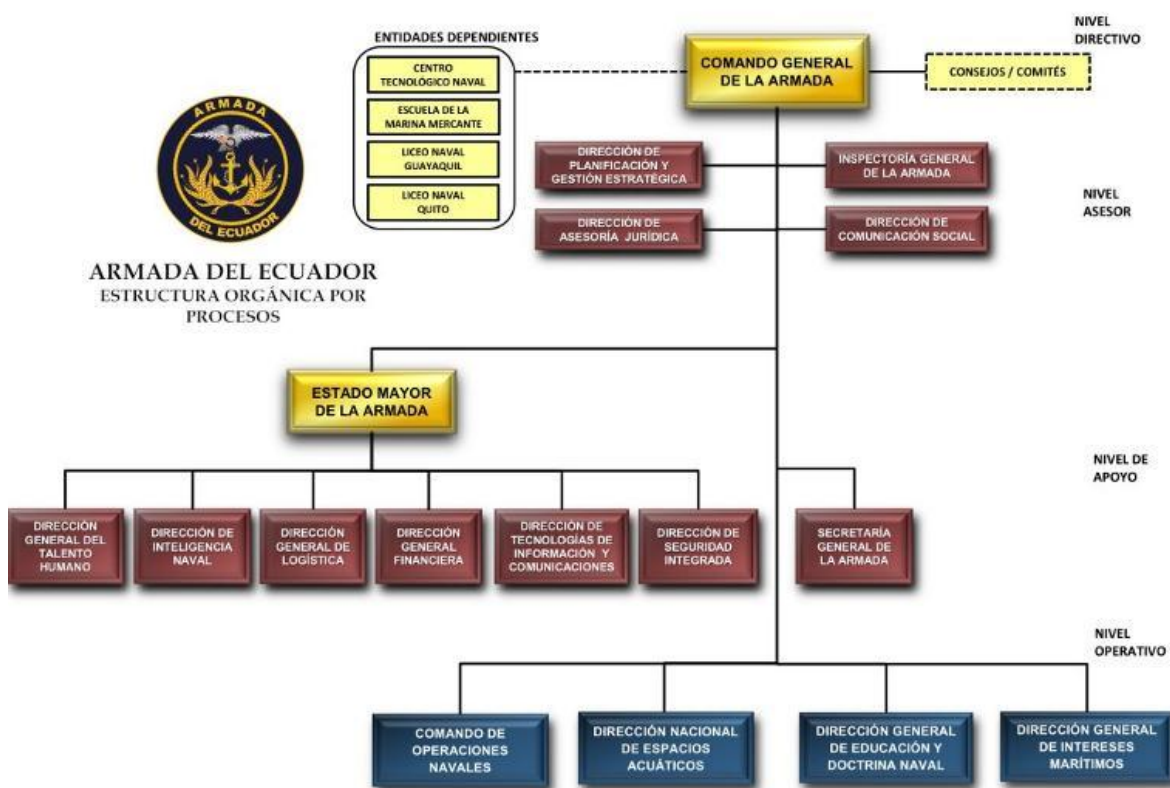 NIVEL
DIRECTIVO
ENTIDADES DEPENDIENTES
COMANDO GENERAL
DE LA ARMADA
CONSEJOS / COMITÉS
CENTRO
TECNOLÓGICO NAVAL
ESCUELA DE LA
MARINA MERCANTE
LICEO NAVAL
GUAYAQUIL
LICEO NAVAL
QUITO
ARMADA
DEL ECUADOR
DIRECCIÓN DE
PLANIFICACIÓN Y
GESTIÓN ESTRATÉGICA
INSPECTORÍA GENERAL
DE LA ARMADA
NIVEL
ASESOR
DIRECCIÓN DE
ASESORÍA JURÍDICA
DIRECCIÓN DE
COMUNICACIÓN SOCIAL
ARMADA DEL ECUADOR
ESTRUCTURA ORGÁNICA POR
PROCESOS
ESTADO MAYOR
DE LA ARMADA
NIVEL DE
APOYO
DIRECCIÓN
GENERAL DEL
TALENTO
HUMANO
DIRECCIÓN DE
INTELIGENCIA
NAVAL
DIRECCIÓN
GENERAL DE
LOGÍSTICA
DIRECCIÓN
GENERAL
FINANCIERA
DIRECCIÓN DE
TECNOLOGÍAS DE
INFORMACIÓN Y
COMUNICACIONES
DIRECCIÓN DE
SEGURIDAD
INTEGRADA
SECRETARÍA
GENERAL DE
LA ARMADA
NIVEL
OPERATIVO
COMANDO DE
OPERACIONES
NAVALES
DIRECCIÓN NACIONAL
DE ESPACIOS
ACUÁTICOS
DIRECCIÓN GENERAL
DE EDUCACIÓN Y
DOCTRINA NAVAL
DIRECCIÓN GENERAL
DE INTERESES
MARÍTIMOS